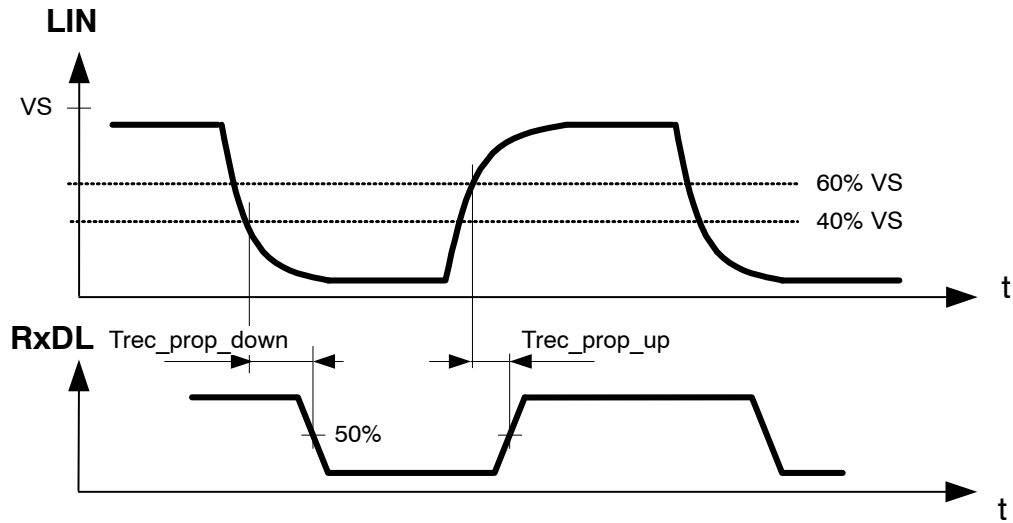 LIN
VS
60% VS
40% VS
t
RxDL
Trec_prop_down
Trec_prop_up
50%
t